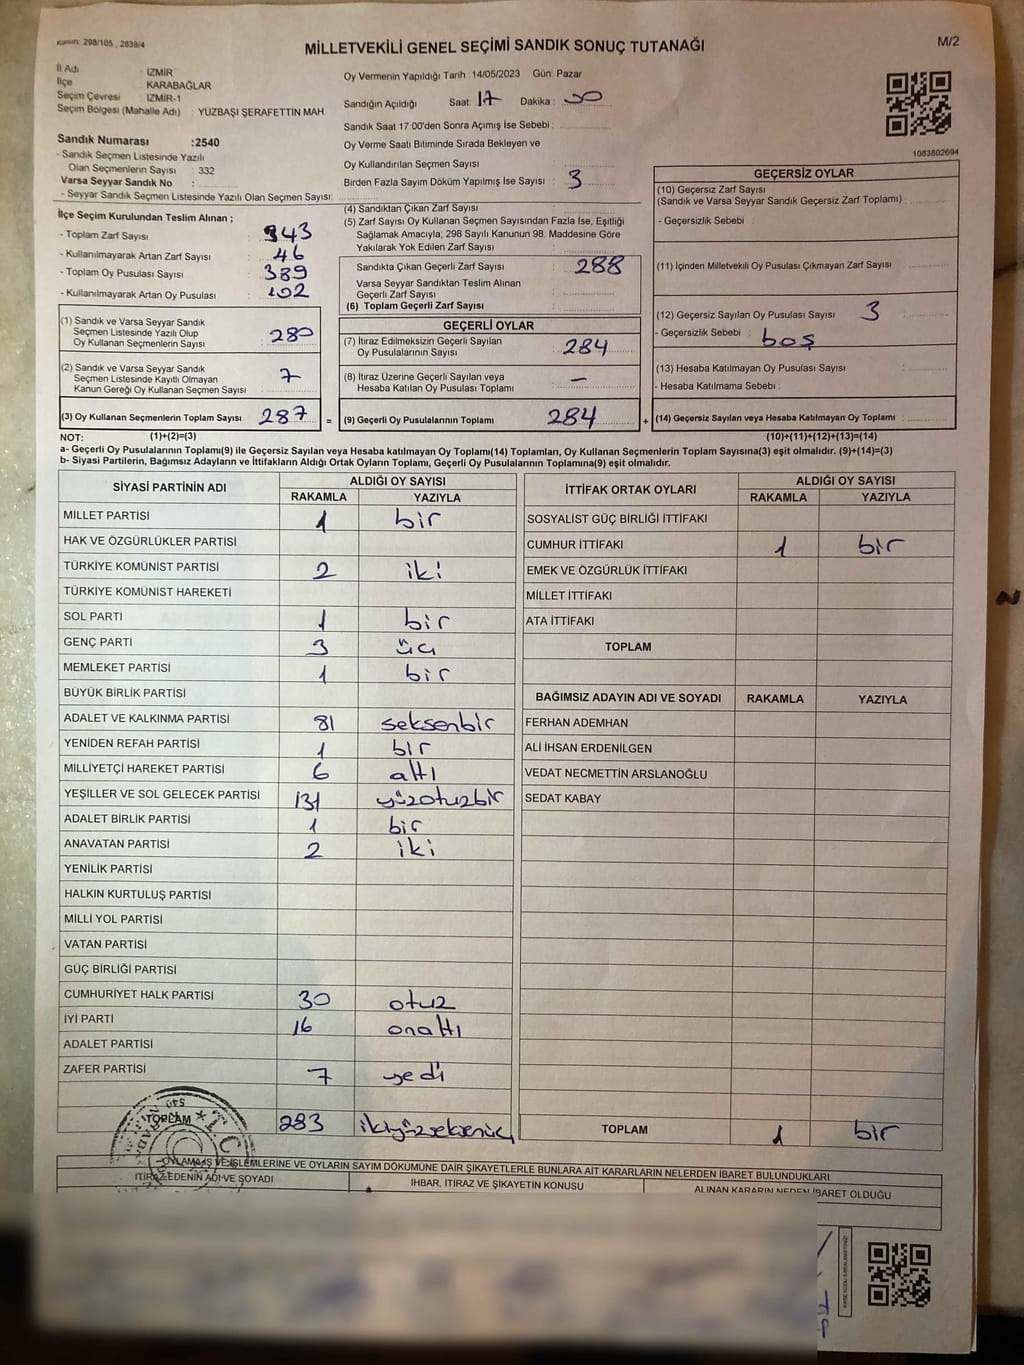 Kanun: 298/105 , 2839/4
MİLLETVEKİLİ GENEL SEÇİMİ SANDIK SONUÇ TUTANAĞI
M/2
İl Adı : İZMİR
İlçe : KARABAĞLAR
Seçim Çevresi : İZMİR-1
Seçim Bölgesi (Mahalle Adı) : YÜZBAŞI ŞERAFETTİN MAH
Sandık Numarası :2540
- Sandık Seçmen Listesinde Yazılı
Olan Seçmenlerin Sayısı : 332
Varsa Seyyar Sandık No :
- Seyyar Sandık Seçmen Listesinde Yazılı Olan Seçmen Sayısı:
Oy Vermenin Yapıldığı Tarih :14/05/2023 Gün: Pazar
Sandığın Açıldığı Saat: 17 Dakika :
Sandık Saat 17 00'den Sonra Açımış İse Sebebi :
Oy Verme Saati Bitiminde Sırada Bekleyen ve
Oy Kullandırılan Seçmen Sayısı
Birden Fazla Sayım Döküm Yapılmış İse Sayısı : 3
1083802694
İlçe Seçim Kurulundan Teslim Alınan ;
- Toplam Zarf Sayısı : 343
- Kullanılmayarak Artan Zarf Sayısı : 46
- Toplam Oy Pusulası Sayısı : 389
- Kullanılmayarak Artan Oy Pusulası : 102
(1) Sandık ve Varsa Seyyar Sandık
Seçmen Listesinde Yazılı Olup
Oy Kullanan Seçmenlerin Sayısı 280
(2) Sandık ve Varsa Seyyar Sandık
Seçmen Listesinde Kayıtlı Olmayan
Kanun Gereği Oy Kullanan Seçmen Sayısı 7
(3) Oy Kullanan Seçmenlerin Toplam Sayısı 287 =
(4) Sandıktan Çıkan Zarf Sayısı
(5) Zarf Sayısı Oy Kullanan Seçmen Sayısından Fazla İse, Eşitliği
Sağlamak Amacıyla; 298 Sayılı Kanunun 98. Maddesine Göre
Yakılarak Yok Edilen Zarf Sayısı
Sandıkta Çıkan Geçerli Zarf Sayısı : 288
Varsa Seyyar Sandıktan Teslim Alınan
Geçerli Zarf Sayısı
(6) Toplam Geçerli Zarf Sayısı
GEÇERLİ OYLAR
(7) İtiraz Edilmeksizin Geçerli Sayılan
Oy Pusulalarının Sayısı 284
(8) İtiraz Üzerine Geçerli Sayılan veya
Hesaba Katılan Oy Pusulası Toplamı —
(9) Geçerli Oy Pusulalarının Toplamı 284 +
GEÇERSİZ OYLAR
(10) Geçersiz Zarf Sayısı
(Sandık ve Varsa Seyyar Sandık Geçersiz Zarf Toplamı)
- Geçersizlik Sebebi :
(11) İçinden Milletvekili Oy Pusulası Çıkmayan Zarf Sayısı
(12) Geçersiz Sayılan Oy Pusulası Sayısı 3
- Geçersizlik Sebebi : boş
(13) Hesaba Katılmayan Oy Pusulası Sayısı
- Hesaba Katılmama Sebebi :
(14) Geçersiz Sayılan veya Hesaba Katılmayan Oy Toplamı
NOT: (1)+(2)=(3) (10)+(11)+(12)+(13)=(14)
a- Geçerli Oy Pusulalarının Toplamı(9) ile Geçersiz Sayılan veya Hesaba katılmayan Oy Toplamı(14) Toplamları, Oy Kullanan Seçmenlerin Toplam Sayısına(3) eşit olmalıdır. (9)+(14)=(3)
b- Siyasi Partilerin, Bağımsız Adayların ve İttifakların Aldığı Ortak Oyların Toplamı, Geçerli Oy Pusulalarının Toplamına(9) eşit olmalıdır.
SİYASİ PARTİNİN ADI ALDIĞI OY SAYISI
RAKAMLA YAZIYLA
MİLLET PARTİSİ 1 bir
HAK VE ÖZGÜRLÜKLER PARTİSİ
TÜRKİYE KOMÜNİST PARTİSİ 2 iki
TÜRKİYE KOMÜNİST HAREKETİ
SOL PARTİ 1 bir
GENÇ PARTİ 3 üç
MEMLEKET PARTİSİ 1 bir
BÜYÜK BİRLİK PARTİSİ
ADALET VE KALKINMA PARTİSİ 81 seksenbir
YENİDEN REFAH PARTİSİ 1 bir
MİLLİYETÇİ HAREKET PARTİSİ 6 altı
YEŞİLLER VE SOL GELECEK PARTİSİ 131 yüzotuzbir
ADALET BİRLİK PARTİSİ 1 bir
ANAVATAN PARTİSİ 2 iki
YENİLİK PARTİSİ
HALKIN KURTULUŞ PARTİSİ
MİLLİ YOL PARTİSİ
VATAN PARTİSİ
GÜÇ BİRLİĞİ PARTİSİ
CUMHURİYET HALK PARTİSİ 30 otuz
İYİ PARTİ 16 onaltı
ADALET PARTİSİ
ZAFER PARTİSİ 7 yedi
TOPLAM 283 ikiyüzseksenüç
İTTİFAK ORTAK OYLARI ALDIĞI OY SAYISI
RAKAMLA YAZIYLA
SOSYALİST GÜÇ BİRLİĞİ İTTİFAKI
CUMHUR İTTİFAKI 1 bir
EMEK VE ÖZGÜRLÜK İTTİFAKI
MİLLET İTTİFAKI
ATA İTTİFAKI
TOPLAM
BAĞIMSIZ ADAYIN ADI VE SOYADI RAKAMLA YAZIYLA
FERHAN ADEMHAN
ALİ İHSAN ERDENİLGEN
VEDAT NECMETTİN ARSLANOĞLU
SEDAT KABAY
TOPLAM 1 bir
T.C.
OYLAMA İŞ VE İŞLEMLERİNE VE OYLARIN SAYIM DÖKÜMÜNE DAİR ŞİKAYETLERLE BUNLARA AİT KARARLARIN NELERDEN İBARET BULUNDUKLARI
İTİRAZ EDENİN ADI VE SOYADI İHBAR, İTİRAZ VE ŞİKAYETİN KONUSU ALINAN KARARIN NEDEN İBARET OLDUĞU